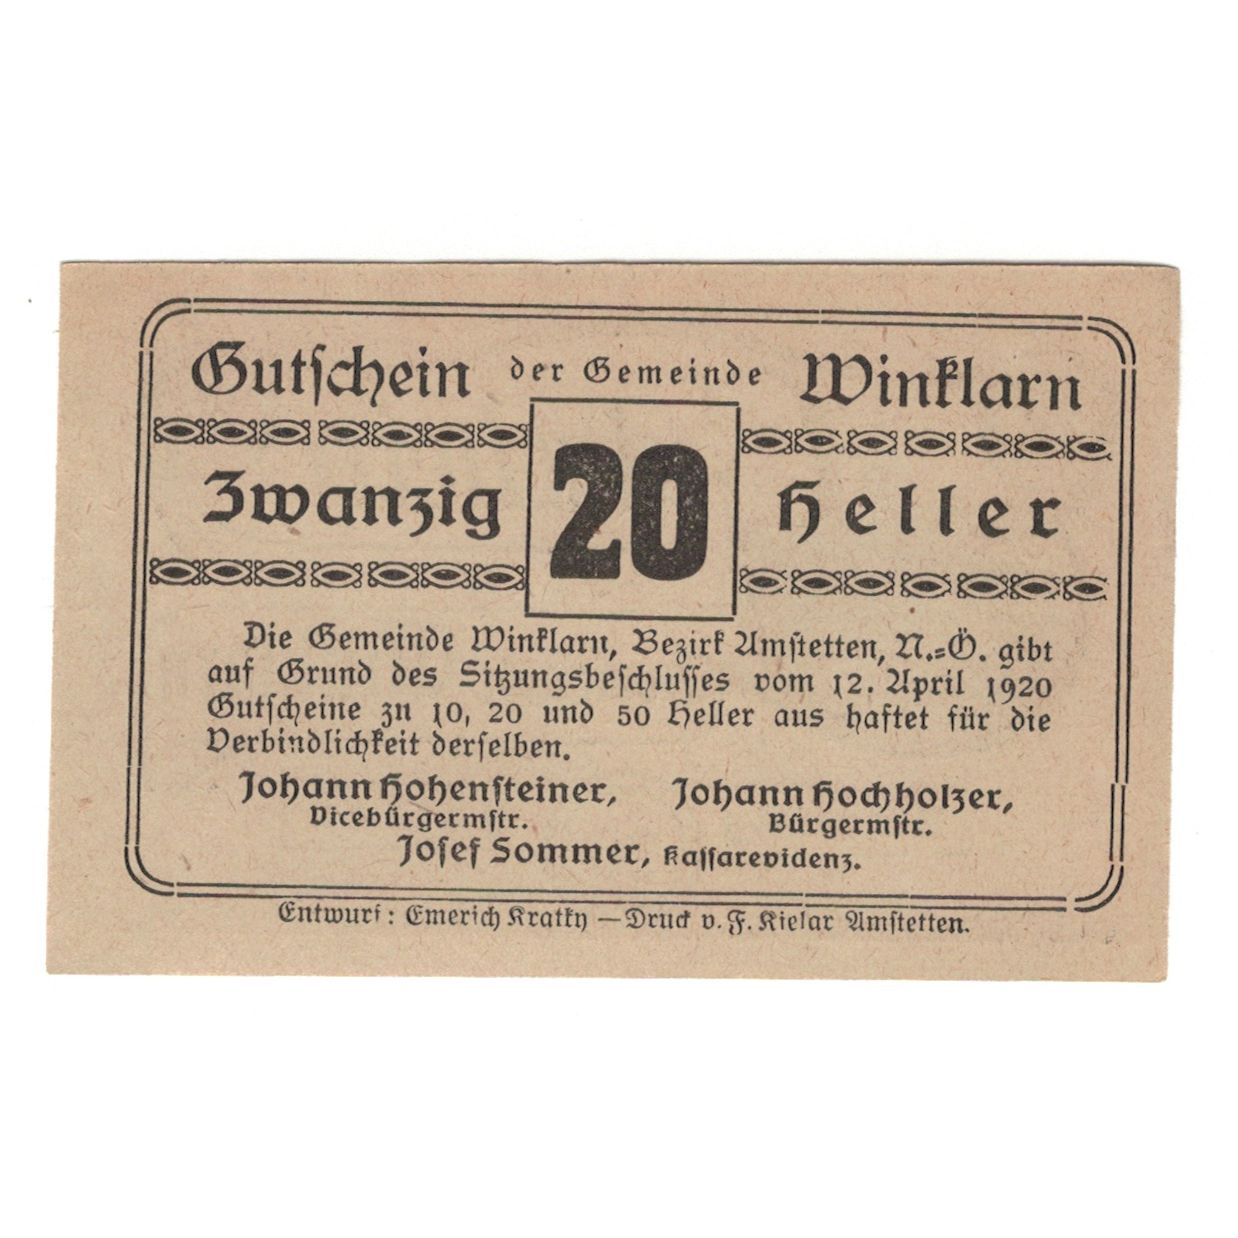 Gutschein der Gemeinde Winklarn
Zwanzig 20 Heller
Die Gemeinde Winklarn, Bezirk Amstetten, N.=Ö. gibt
auf Grund des Sitzungsbeschlusses vom 12. April 1920
Gutscheine zu 10, 20 und 50 Heller aus haftet für die
Verbindlichkeit derselben.
Johann Hohensteiner, Johann Hochholzer,
Vicebürgermstr. Bürgermstr.
Josef Sommer, Kassarevidenz.
Entwurf: Emerich Kratky — Druck v. F. Kielar Amstetten.